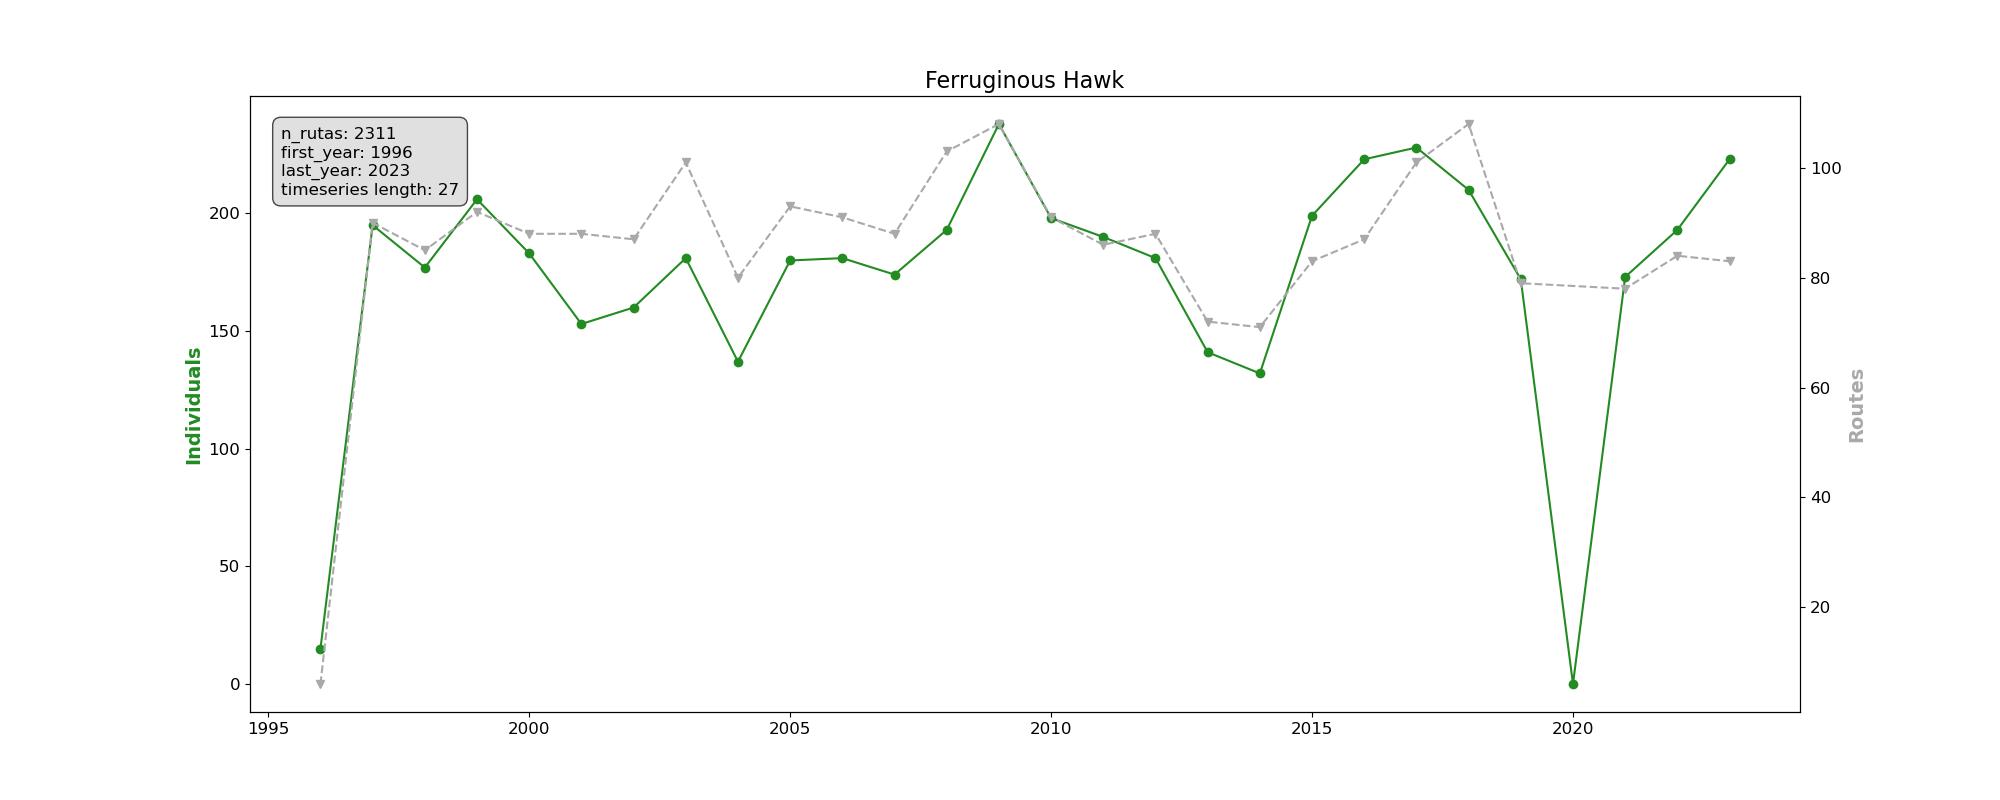 Ferruginous Hawk
n_rutas: 2311
first_year: 1996
last_year: 2023
timeseries length: 27
200
150
100
50
0
Individuals
100
80
60
40
20
Routes
1995
2000
2005
2010
2015
2020